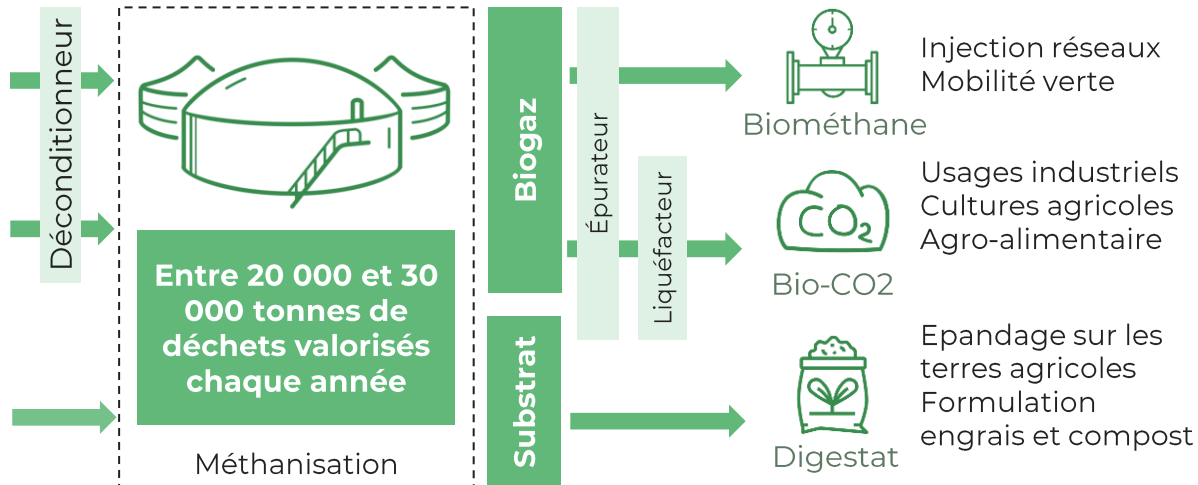 Déconditionneur
Entre 20 000 et 30
000 tonnes de
déchets valorisés
chaque année
Méthanisation
Biogaz
Substrat
Épurateur
Liquéfacteur
Biométhane
Injection réseaux
Mobilité verte
CO2
Bio-CO2
Usages industriels
Cultures agricoles
Agro-alimentaire
Digestat
Epandage sur les
terres agricoles
Formulation
engrais et compost